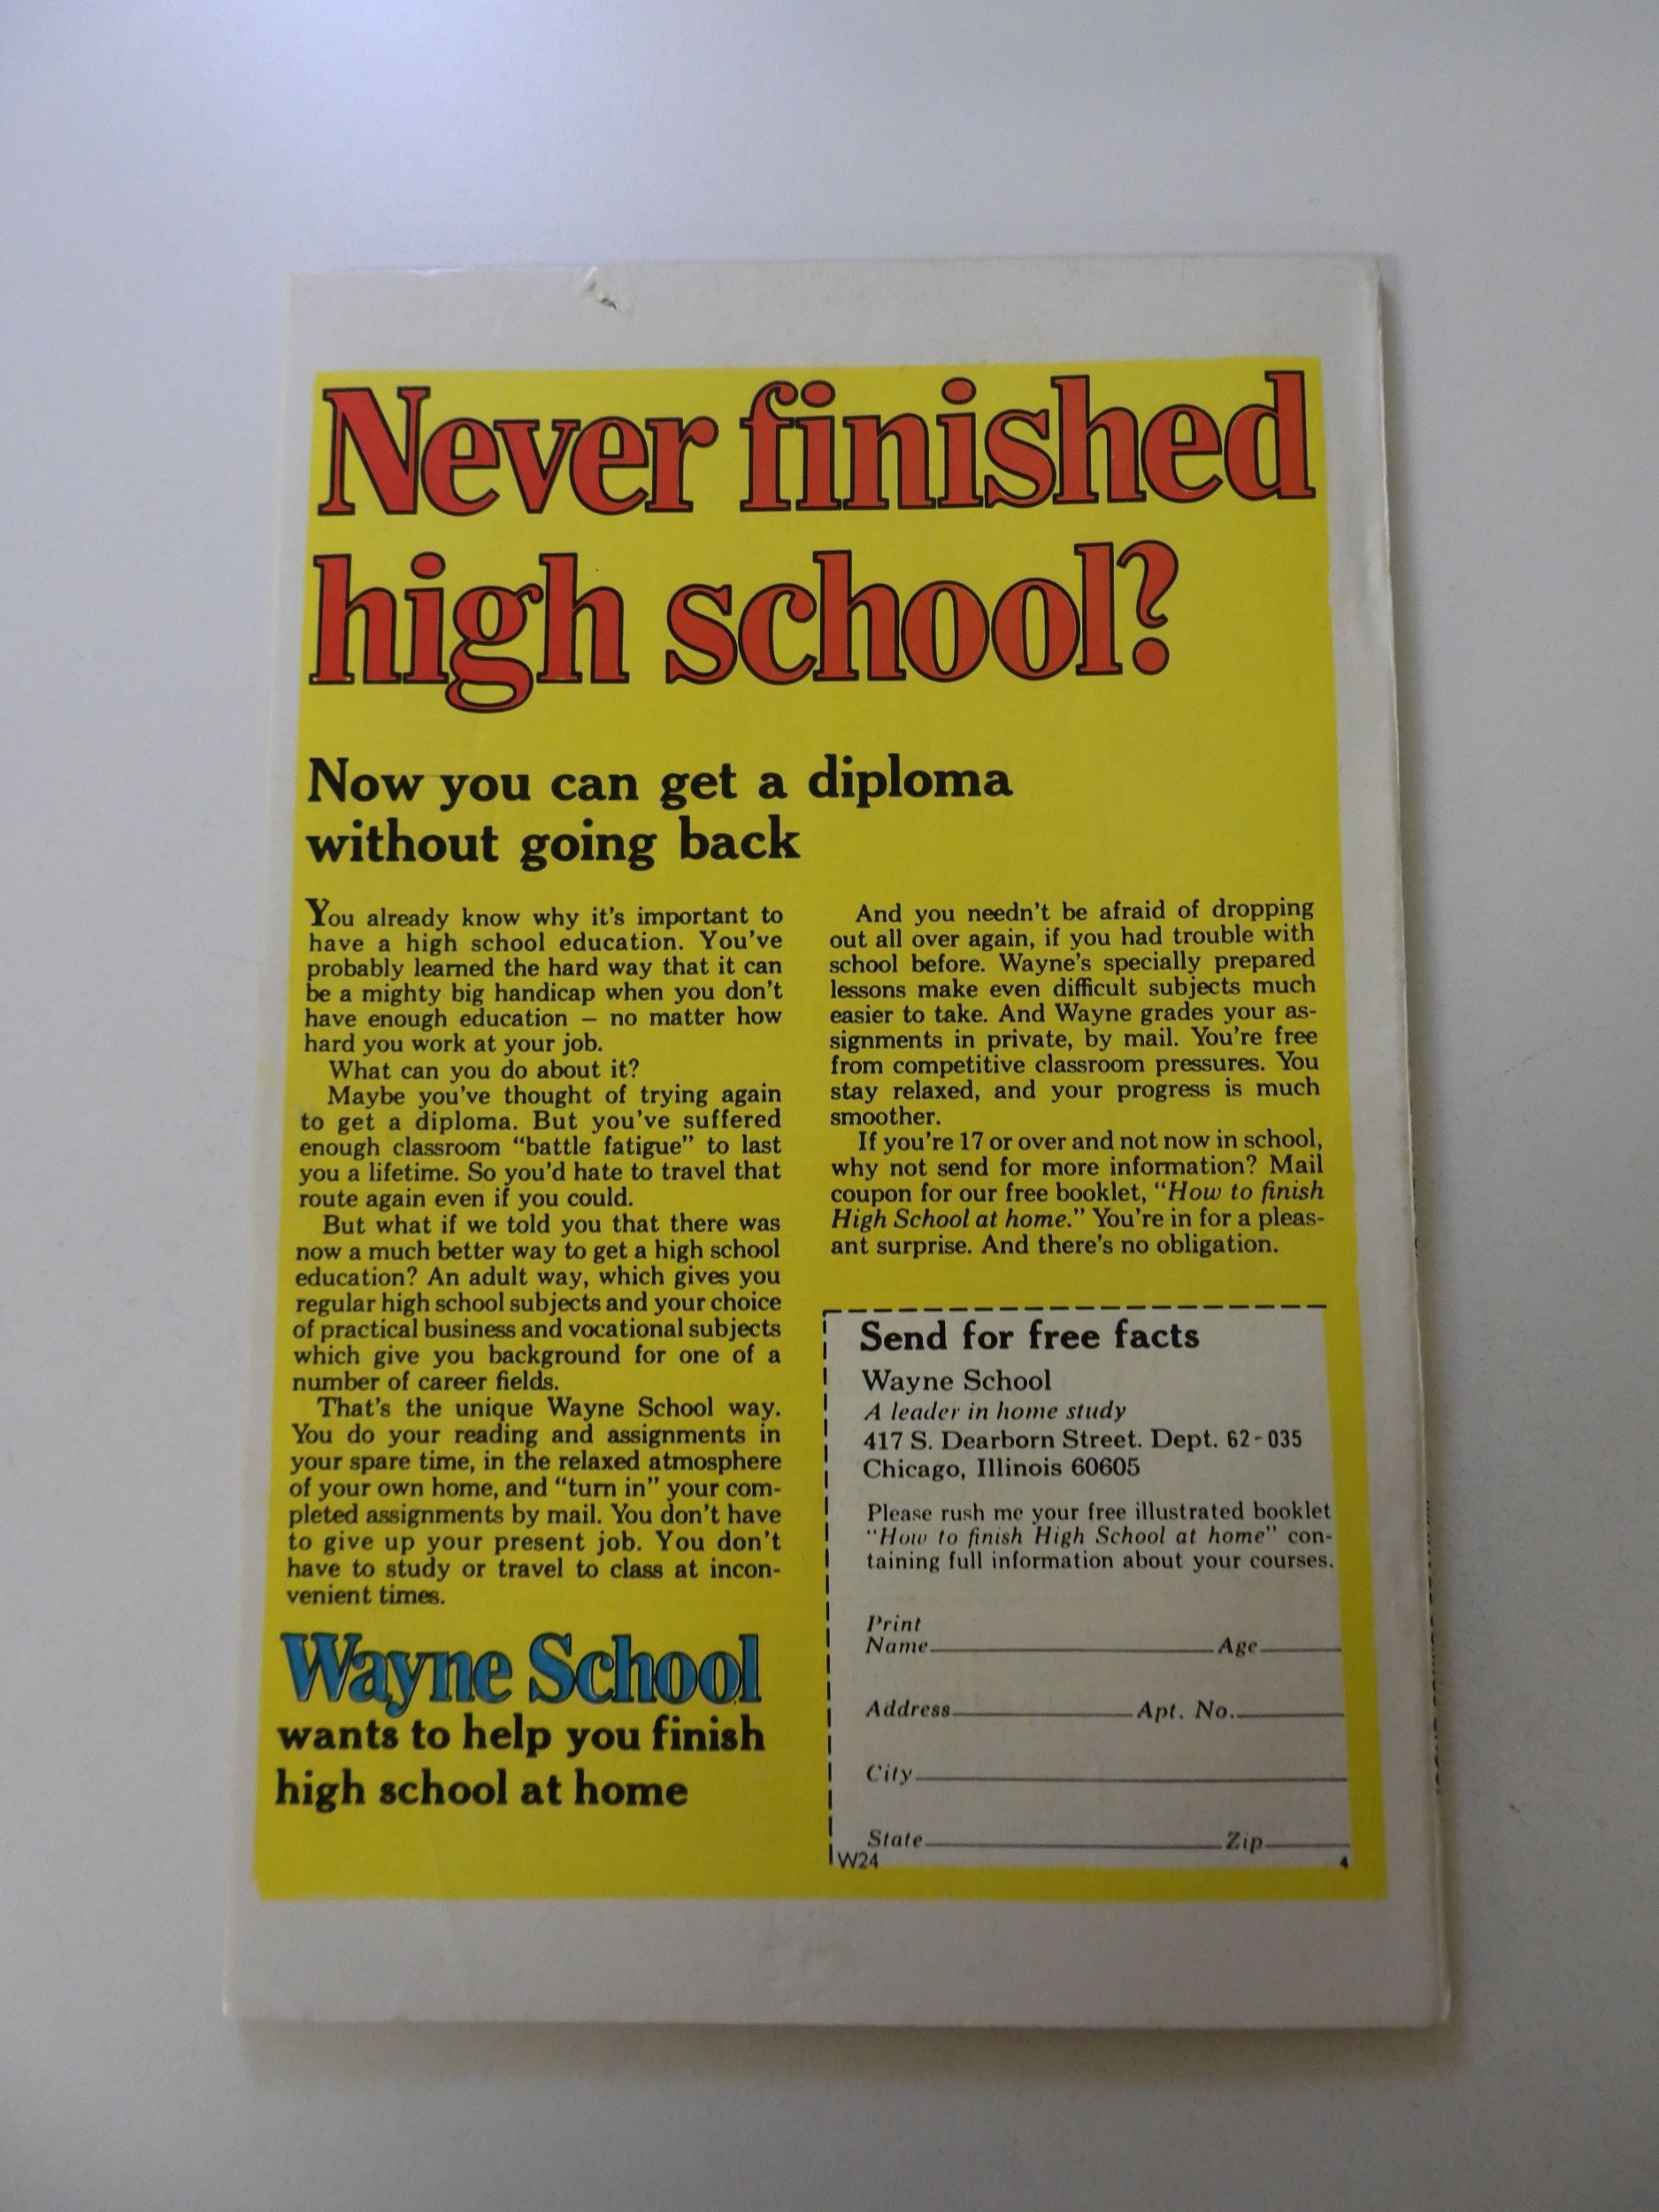 Never finished
high school?
Now you can get a diploma
without going back
You already know why it's important to
have a high school education. You've
probably learned the hard way that it can
be a mighty big handicap when you don't
have enough education — no matter how
hard you work at your job.
What can you do about it?
Maybe you've thought of trying again
to get a diploma. But you've suffered
enough classroom "battle fatigue" to last
you a lifetime. So you'd hate to travel that
route again even if you could.
But what if we told you that there was
now a much better way to get a high school
education? An adult way, which gives you
regular high school subjects and your choice
of practical business and vocational subjects
which give you background for one of a
number of career fields.
That's the unique Wayne School way.
You do your reading and assignments in
your spare time, in the relaxed atmosphere
of your own home, and "turn in" your com-
pleted assignments by mail. You don't have
to give up your present job. You don't
have to study or travel to class at incon-
venient times.
Wayne School
wants to help you finish
high school at home
And you needn't be afraid of dropping
out all over again, if you had trouble with
school before. Wayne's specially prepared
lessons make even difficult subjects much
easier to take. And Wayne grades your as-
signments in private, by mail. You're free
from competitive classroom pressures. You
stay relaxed, and your progress is much
smoother.
If you're 17 or over and not now in school,
why not send for more information? Mail
coupon for our free booklet, "How to finish
High School at home." You're in for a pleas-
ant surprise. And there's no obligation.
Send for free facts
Wayne School
A leader in home study
417 S. Dearborn Street. Dept. 62-035
Chicago, Illinois 60605
Please rush me your free illustrated booklet
"How to finish High School at home" con-
taining full information about your courses.
Print
Name Age
Address Apt. No.
City
State Zip
W24 4